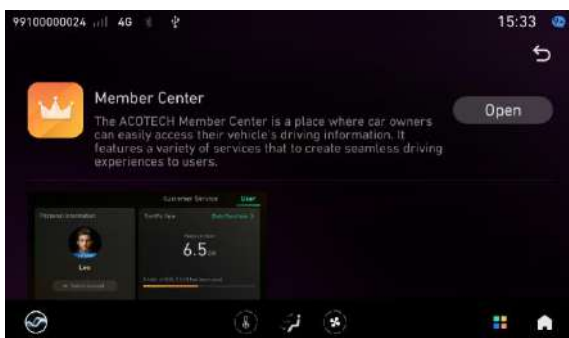 99100000024 4G 15:33
Member Center
Open
The ACOTECH Member Center is a place where car owners
can easily access their vehicle's driving information. It
features a variety of services that to create seamless driving
experiences to users.
Customer Service User
Personal Information
6.5
Leo